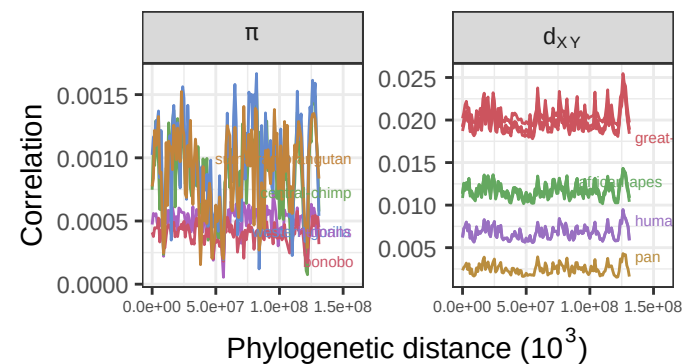 π
d_XY
Correlation
0.0015
0.0010
0.0005
0.0000
orangutan
central-chimp
bonobo
0.025
0.020
0.015
0.010
0.005
great-
african-apes
huma
pan
0.0e+00 5.0e+07 1.0e+08 1.5e+08
0.0e+00 5.0e+07 1.0e+08 1.5e+08
Phylogenetic distance (10³)